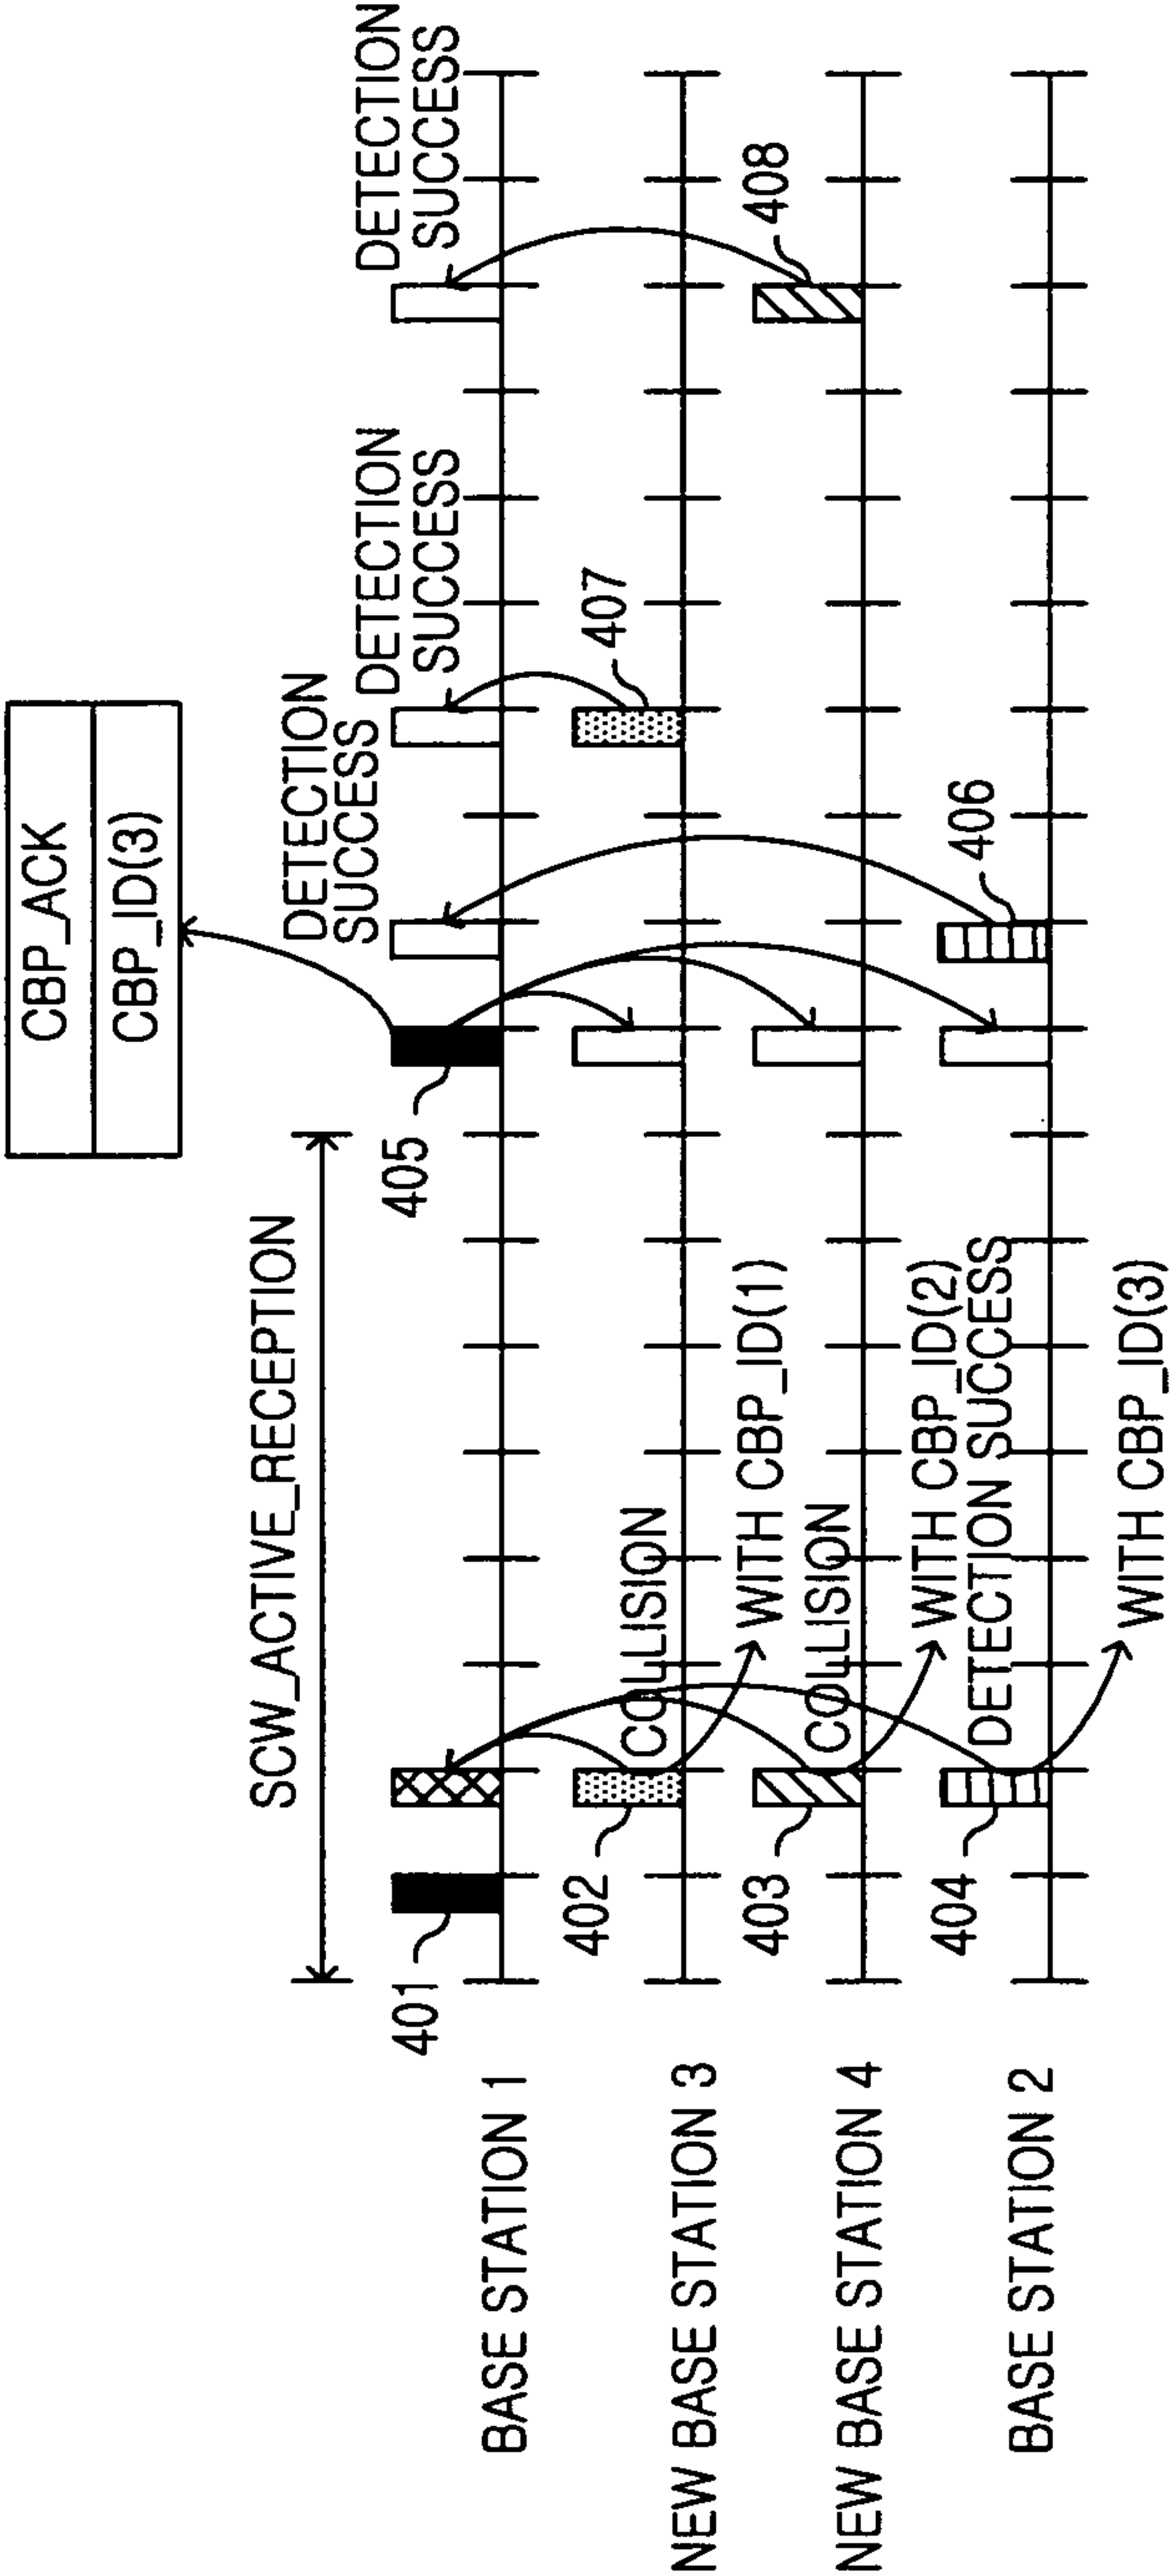 CBP_ACK
CBP_ID(3)
SCW_ACTIVE_RECEPTION
DETECTION
SUCCESS
DETECTION
SUCCESS
DETECTION
SUCCESS
401
405
BASE STATION 1
402
COLLISION
407
NEW BASE STATION 3
WITH CBP_ID(1)
403
COLLISION
408
NEW BASE STATION 4
WITH CBP_ID(2)
404
DETECTION SUCCESS
406
BASE STATION 2
WITH CBP_ID(3)